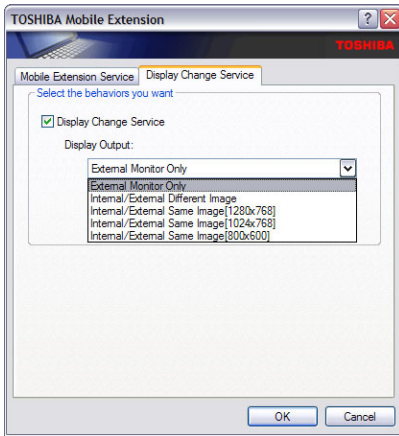 TOSHIBA Mobile Extension
TOSHIBA
Mobile Extension Service Display Change Service
Select the behaviors you want
Display Change Service
Display Output:
External Monitor Only
External Monitor Only
Internal/External Different Image
Internal/External Same Image[1280x768]
Internal/External Same Image[1024x768]
Internal/External Same Image[800x600]
OK Cancel